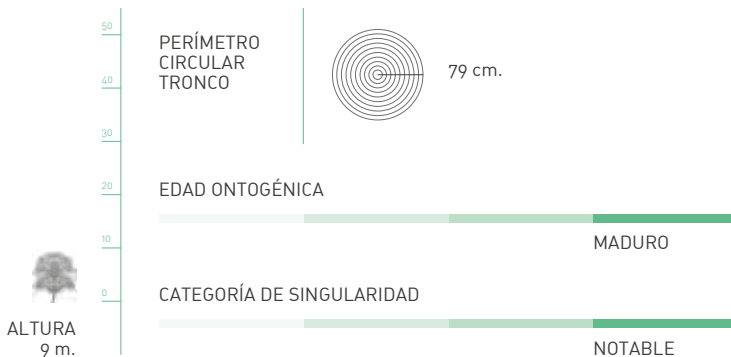 50
40
30
20
10
0
ALTURA
9 m.
PERÍMETRO
CIRCULAR
TRONCO
79 cm.
EDAD ONTOGÉNICA
MADURO
CATEGORÍA DE SINGULARIDAD
NOTABLE